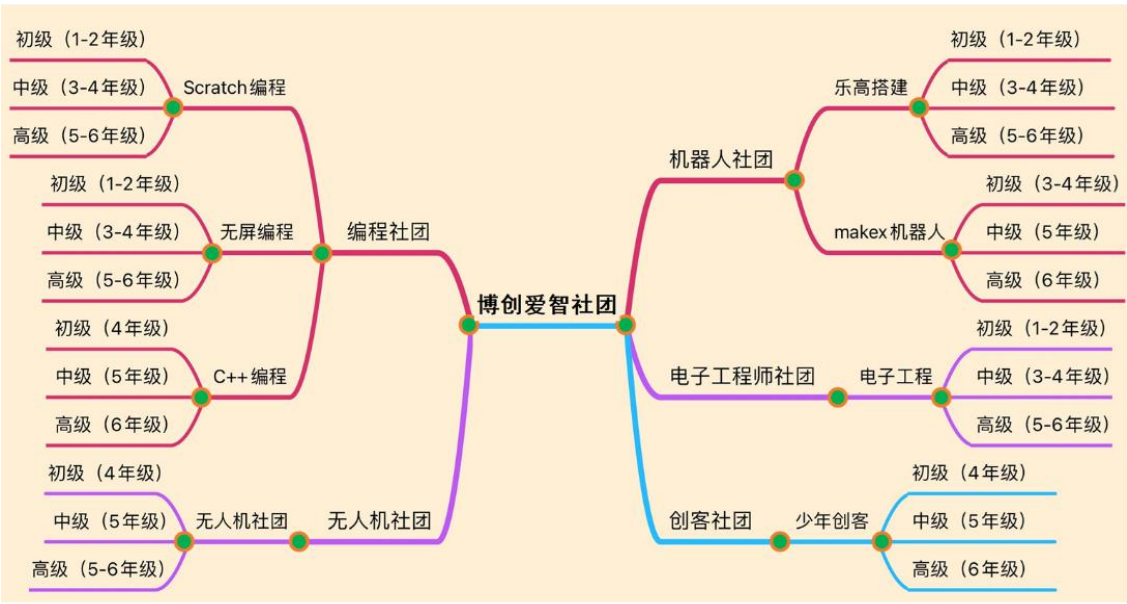 博创爱智社团
编程社团
Scratch编程
初级（1-2年级）
中级（3-4年级）
高级（5-6年级）
无屏编程
初级（1-2年级）
中级（3-4年级）
高级（5-6年级）
C++编程
初级（4年级）
中级（5年级）
高级（6年级）
无人机社团
无人机社团
初级（4年级）
中级（5年级）
高级（5-6年级）
机器人社团
乐高搭建
初级（1-2年级）
中级（3-4年级）
高级（5-6年级）
makex机器人
初级（3-4年级）
中级（5年级）
高级（6年级）
电子工程师社团
电子工程
初级（1-2年级）
中级（3-4年级）
高级（5-6年级）
创客社团
少年创客
初级（4年级）
中级（5年级）
高级（6年级）